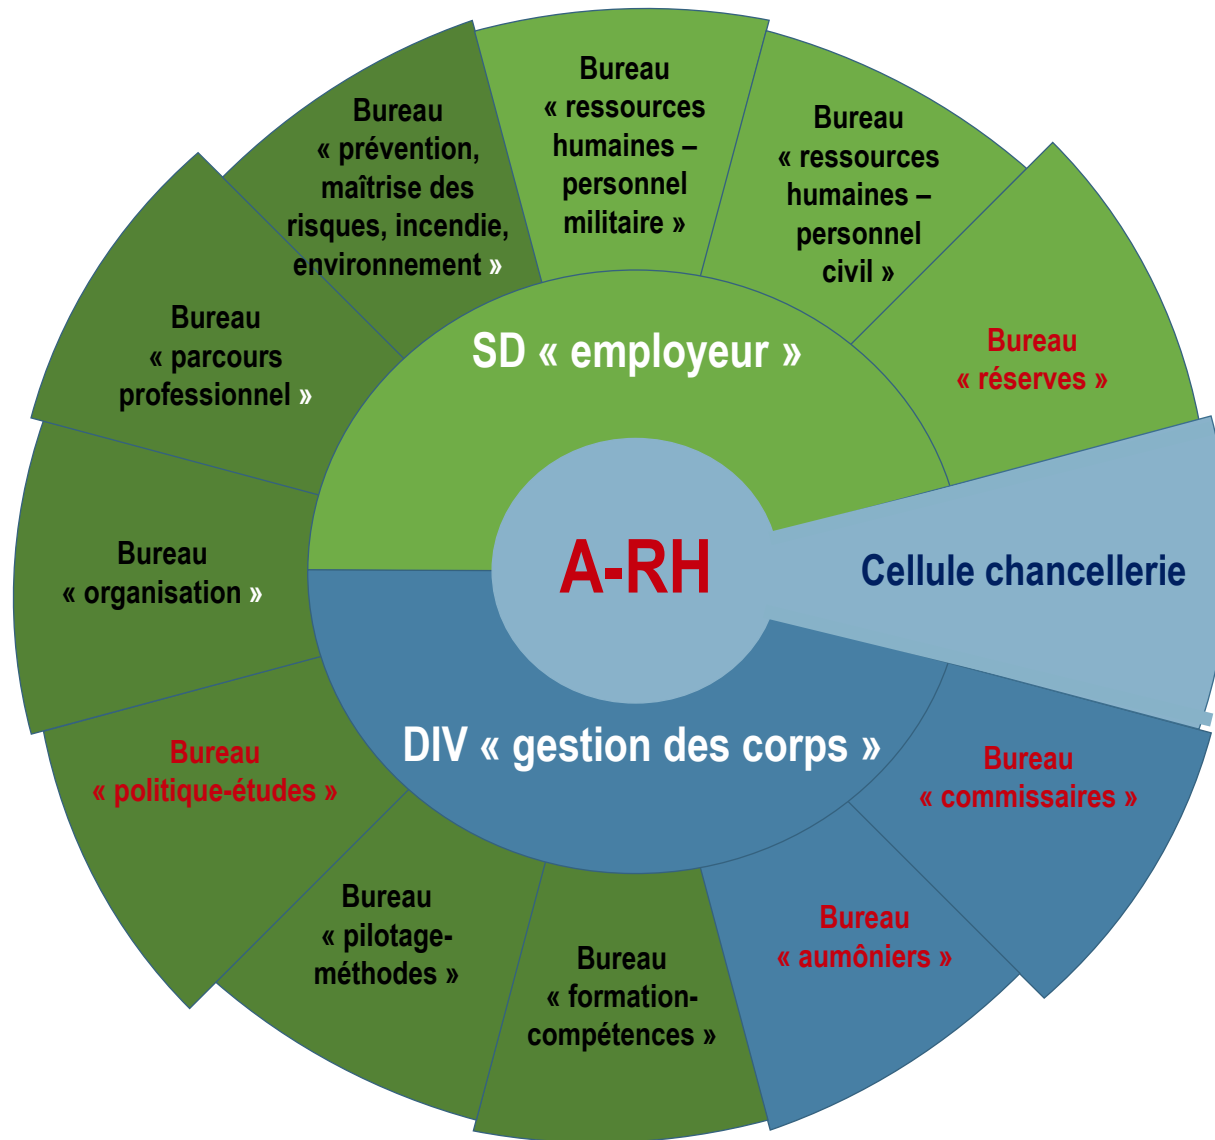 Bureau
« ressources
humaines –
personnel
militaire »
Bureau
« ressources
humaines –
personnel
civil »
Bureau
« réserves »
Cellule chancellerie
Bureau
« commissaires »
Bureau
« aumôniers »
Bureau
« formation-
compétences »
Bureau
« pilotage-
méthodes »
Bureau
« politique-études »
Bureau
« organisation »
Bureau
« parcours
professionnel »
Bureau
« prévention,
maîtrise des
risques, incendie,
environnement »
SD « employeur »
A-RH
DIV « gestion des corps »